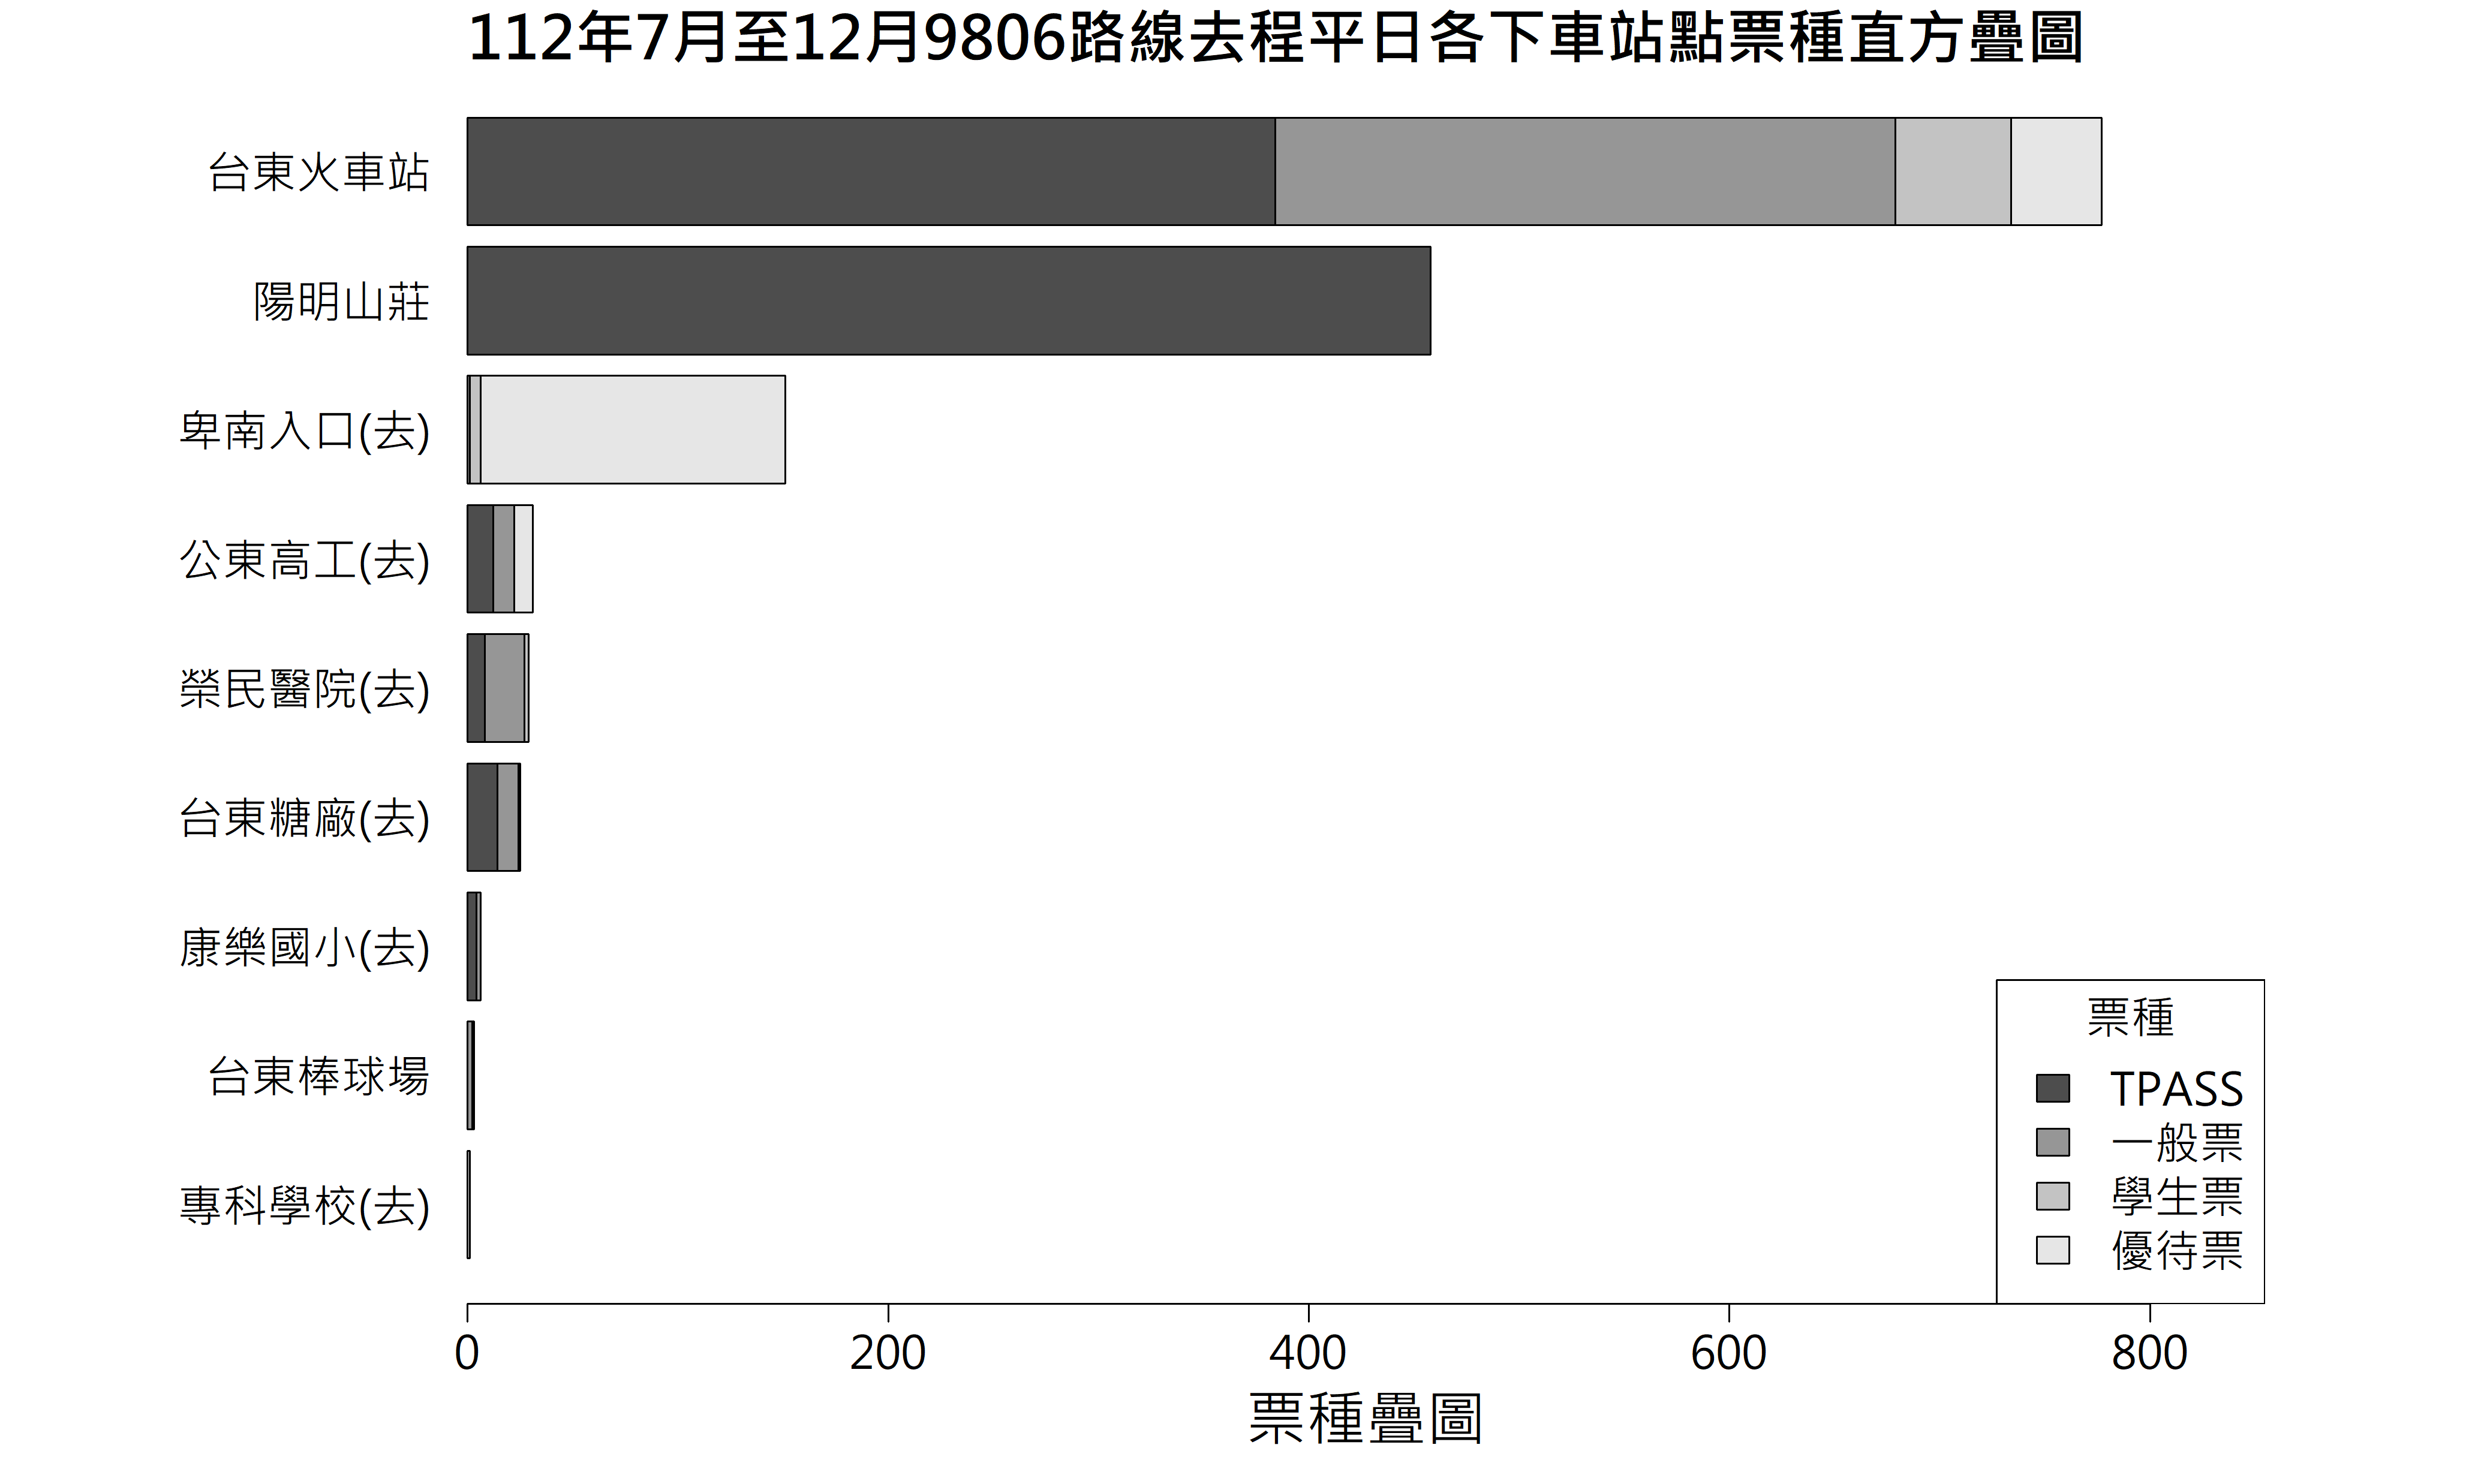 112年7月至12月9806路線去程平日各下車站點票種直方疊圖
台東火車站
陽明山莊
卑南入口(去)
公東高工(去)
榮民醫院(去)
台東糖廠(去)
康樂國小(去)
台東棒球場
專科學校(去)
票種
TPASS
一般票
學生票
優待票
0 200 400 600 800
票種疊圖